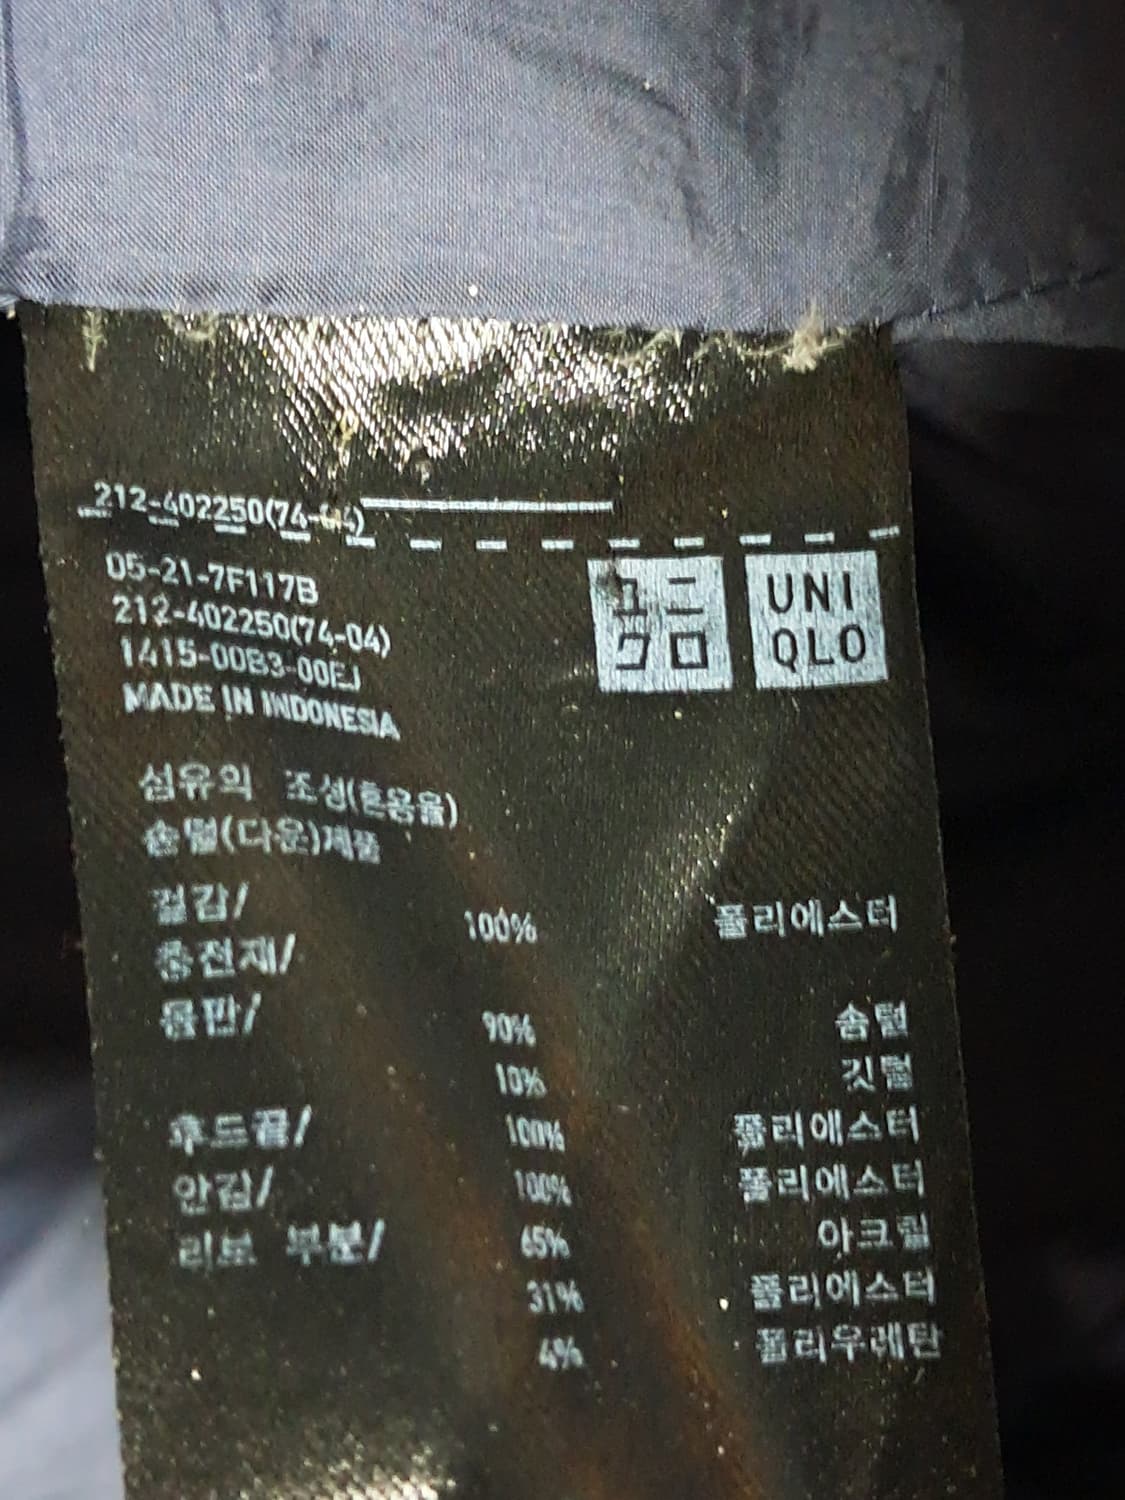 212-402250(74-04)
05-21-7F117B
212-402250(74-04)
1415-00B3-00EJ
MADE IN INDONESIA
ユニ
クロ
UNI
QLO
섬유의 조성(혼용율)
솜털(다운)제품
겉감/ 100% 폴리에스터
충전재/
몸판/ 90% 솜털
10% 깃털
후드끝/ 100% 폴리에스터
안감/ 100% 폴리에스터
리브 부분/ 65% 아크릴
31% 폴리에스터
4% 폴리우레탄